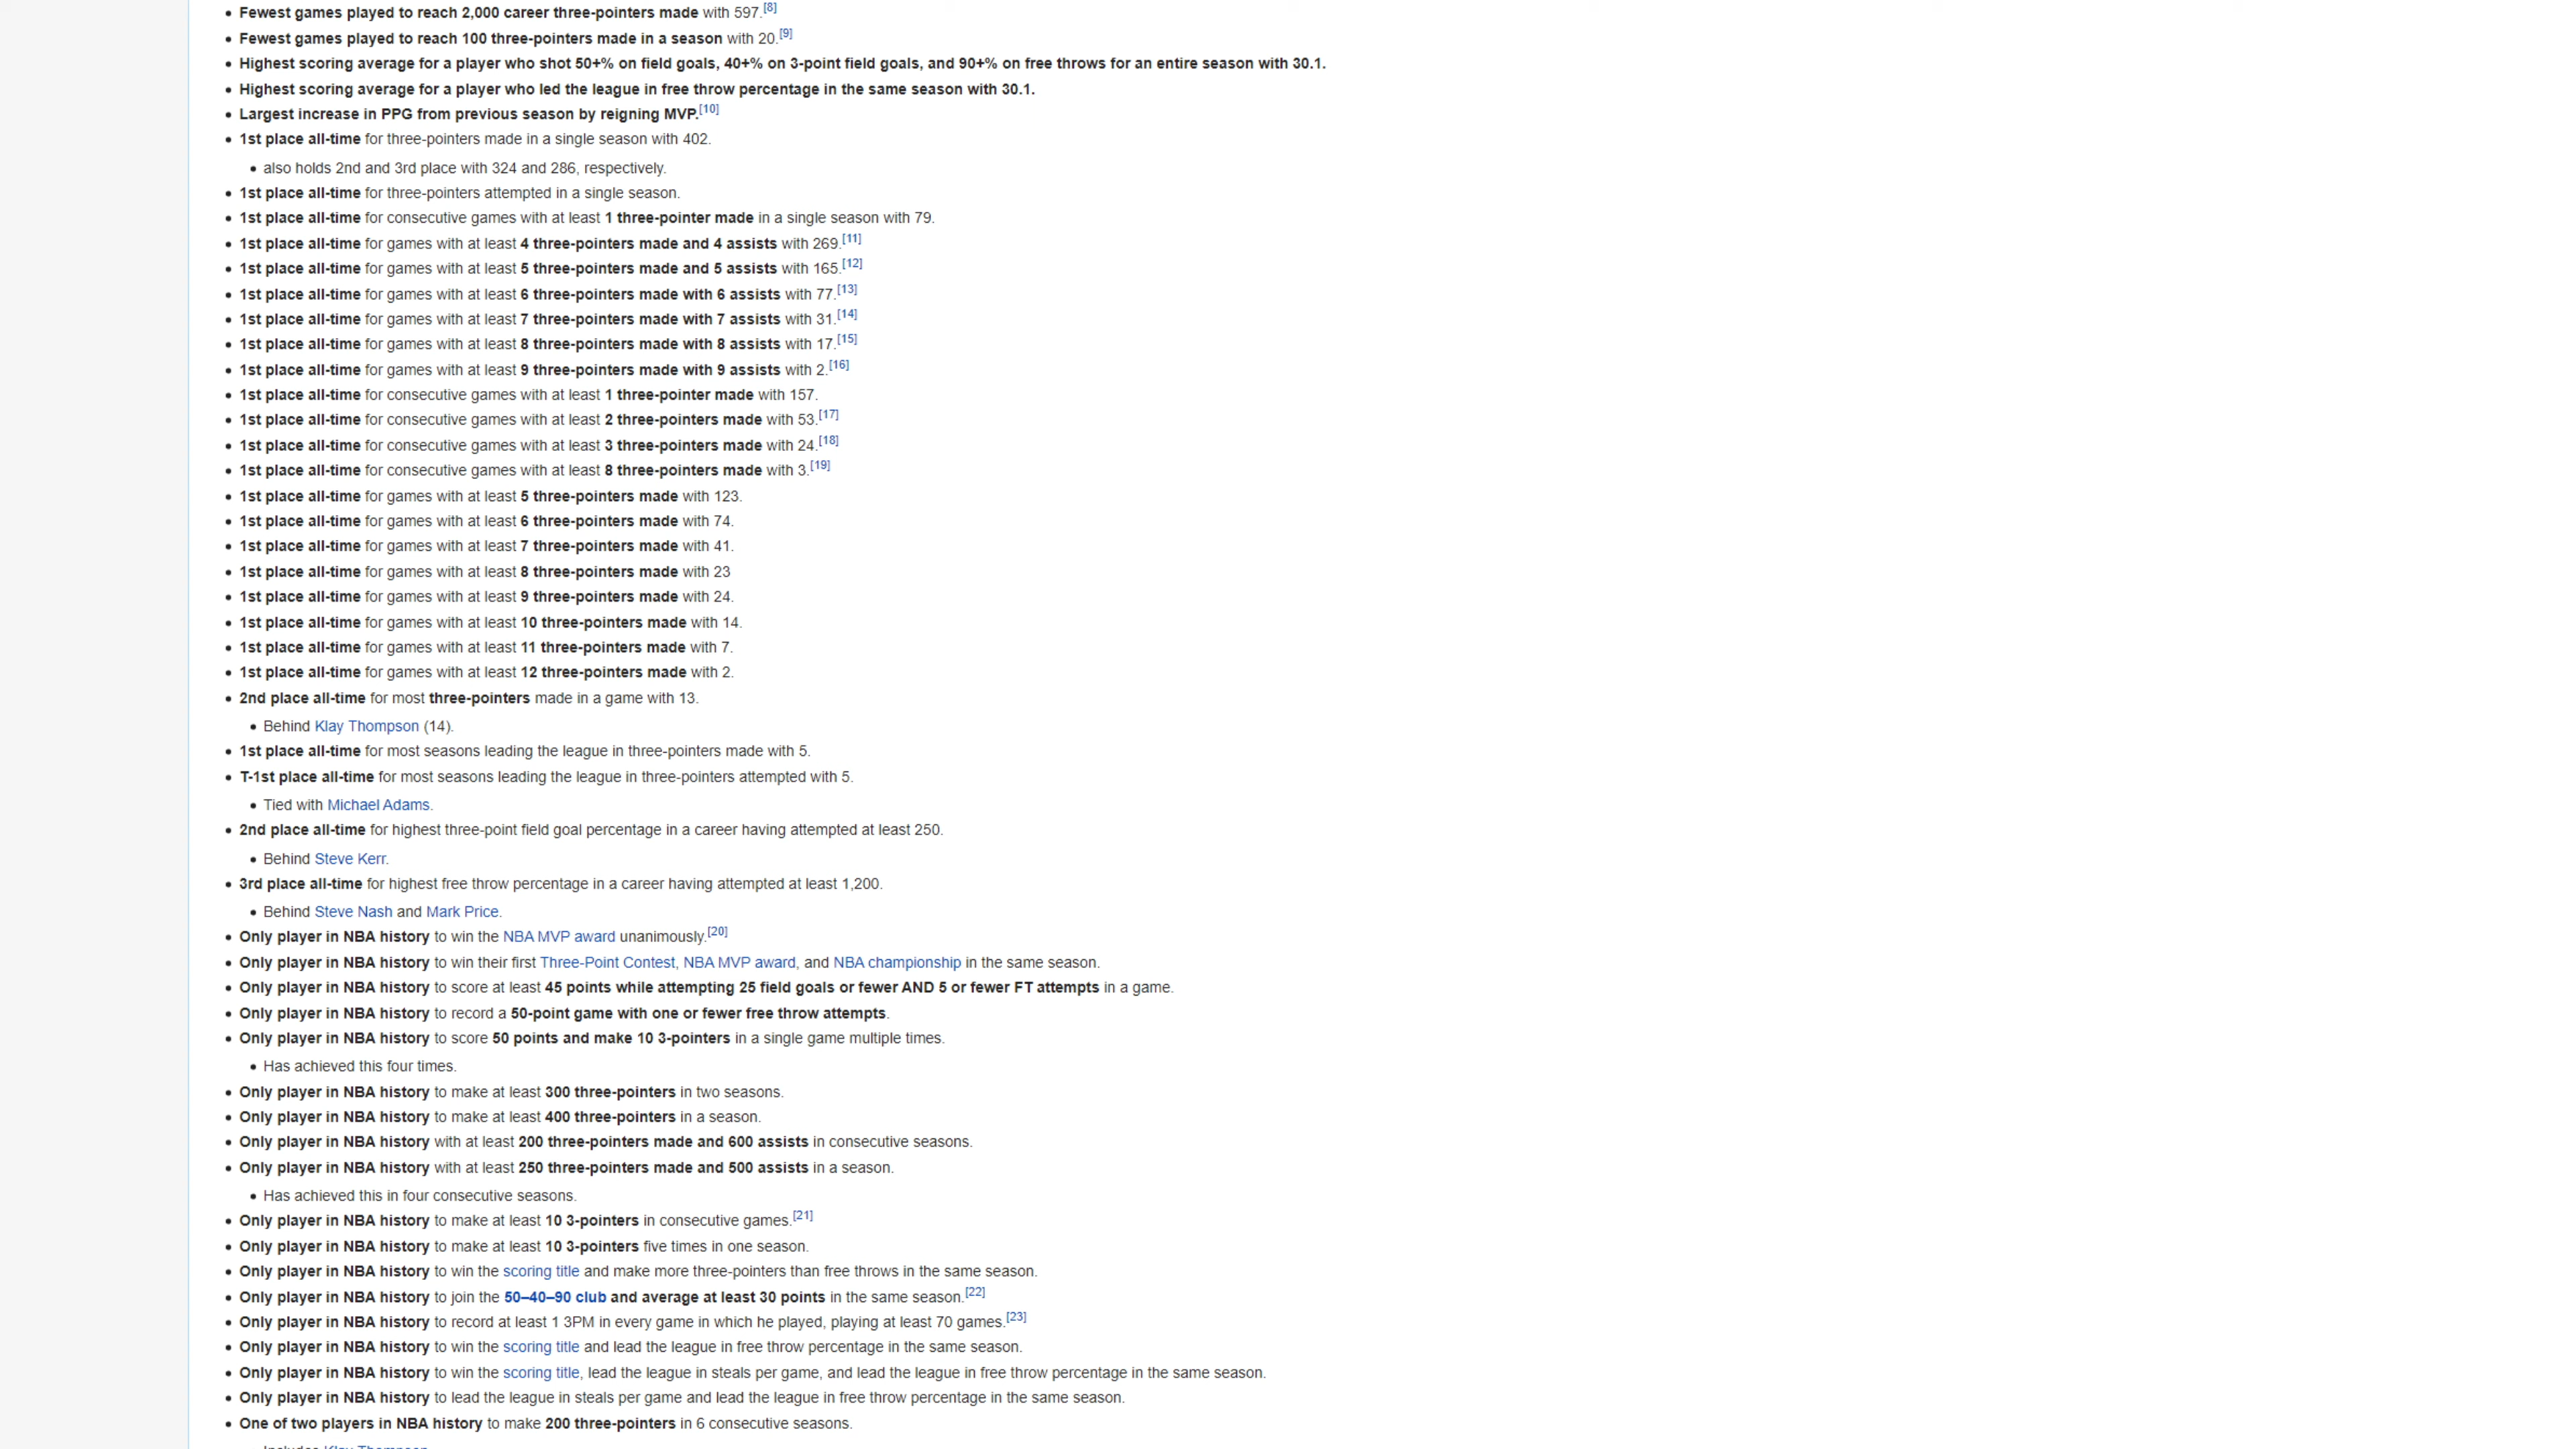 Fewest games played to reach 2,000 career three-pointers made with 597.[8]
Fewest games played to reach 100 three-pointers made in a season with 20.[9]
Highest scoring average for a player who shot 50+% on field goals, 40+% on 3-point field goals, and 90+% on free throws for an entire season with 30.1.
Highest scoring average for a player who led the league in free throw percentage in the same season with 30.1.
Largest increase in PPG from previous season by reigning MVP.[10]
1st place all-time for three-pointers made in a single season with 402.
also holds 2nd and 3rd place with 324 and 286, respectively.
1st place all-time for three-pointers attempted in a single season.
1st place all-time for consecutive games with at least 1 three-pointer made in a single season with 79.
1st place all-time for games with at least 4 three-pointers made and 4 assists with 269.[11]
1st place all-time for games with at least 5 three-pointers made and 5 assists with 165.[12]
1st place all-time for games with at least 6 three-pointers made with 6 assists with 77.[13]
1st place all-time for games with at least 7 three-pointers made with 7 assists with 31.[14]
1st place all-time for games with at least 8 three-pointers made with 8 assists with 17.[15]
1st place all-time for games with at least 9 three-pointers made with 9 assists with 2.[16]
1st place all-time for consecutive games with at least 1 three-pointer made with 157.
1st place all-time for consecutive games with at least 2 three-pointers made with 53.[17]
1st place all-time for consecutive games with at least 3 three-pointers made with 24.[18]
1st place all-time for consecutive games with at least 8 three-pointers made with 3.[19]
1st place all-time for games with at least 5 three-pointers made with 123.
1st place all-time for games with at least 6 three-pointers made with 74.
1st place all-time for games with at least 7 three-pointers made with 41.
1st place all-time for games with at least 8 three-pointers made with 23
1st place all-time for games with at least 9 three-pointers made with 24.
1st place all-time for games with at least 10 three-pointers made with 14.
1st place all-time for games with at least 11 three-pointers made with 7.
1st place all-time for games with at least 12 three-pointers made with 2.
2nd place all-time for most three-pointers made in a game with 13.
Behind Klay Thompson (14).
1st place all-time for most seasons leading the league in three-pointers made with 5.
T-1st place all-time for most seasons leading the league in three-pointers attempted with 5.
Tied with Michael Adams.
2nd place all-time for highest three-point field goal percentage in a career having attempted at least 250.
Behind Steve Kerr.
3rd place all-time for highest free throw percentage in a career having attempted at least 1,200.
Behind Steve Nash and Mark Price.
Only player in NBA history to win the NBA MVP award unanimously.[20]
Only player in NBA history to win their first Three-Point Contest, NBA MVP award, and NBA championship in the same season.
Only player in NBA history to score at least 45 points while attempting 25 field goals or fewer AND 5 or fewer FT attempts in a game.
Only player in NBA history to record a 50-point game with one or fewer free throw attempts.
Only player in NBA history to score 50 points and make 10 3-pointers in a single game multiple times.
Has achieved this four times.
Only player in NBA history to make at least 300 three-pointers in two seasons.
Only player in NBA history to make at least 400 three-pointers in a season.
Only player in NBA history with at least 200 three-pointers made and 600 assists in consecutive seasons.
Only player in NBA history with at least 250 three-pointers made and 500 assists in a season.
Has achieved this in four consecutive seasons.
Only player in NBA history to make at least 10 3-pointers in consecutive games.[21]
Only player in NBA history to make at least 10 3-pointers five times in one season.
Only player in NBA history to win the scoring title and make more three-pointers than free throws in the same season.
Only player in NBA history to join the 50–40–90 club and average at least 30 points in the same season.[22]
Only player in NBA history to record at least 1 3PM in every game in which he played, playing at least 70 games.[23]
Only player in NBA history to win the scoring title and lead the league in free throw percentage in the same season.
Only player in NBA history to win the scoring title, lead the league in steals per game, and lead the league in free throw percentage in the same season.
Only player in NBA history to lead the league in steals per game and lead the league in free throw percentage in the same season.
One of two players in NBA history to make 200 three-pointers in 6 consecutive seasons.
Includes Klay Thompson